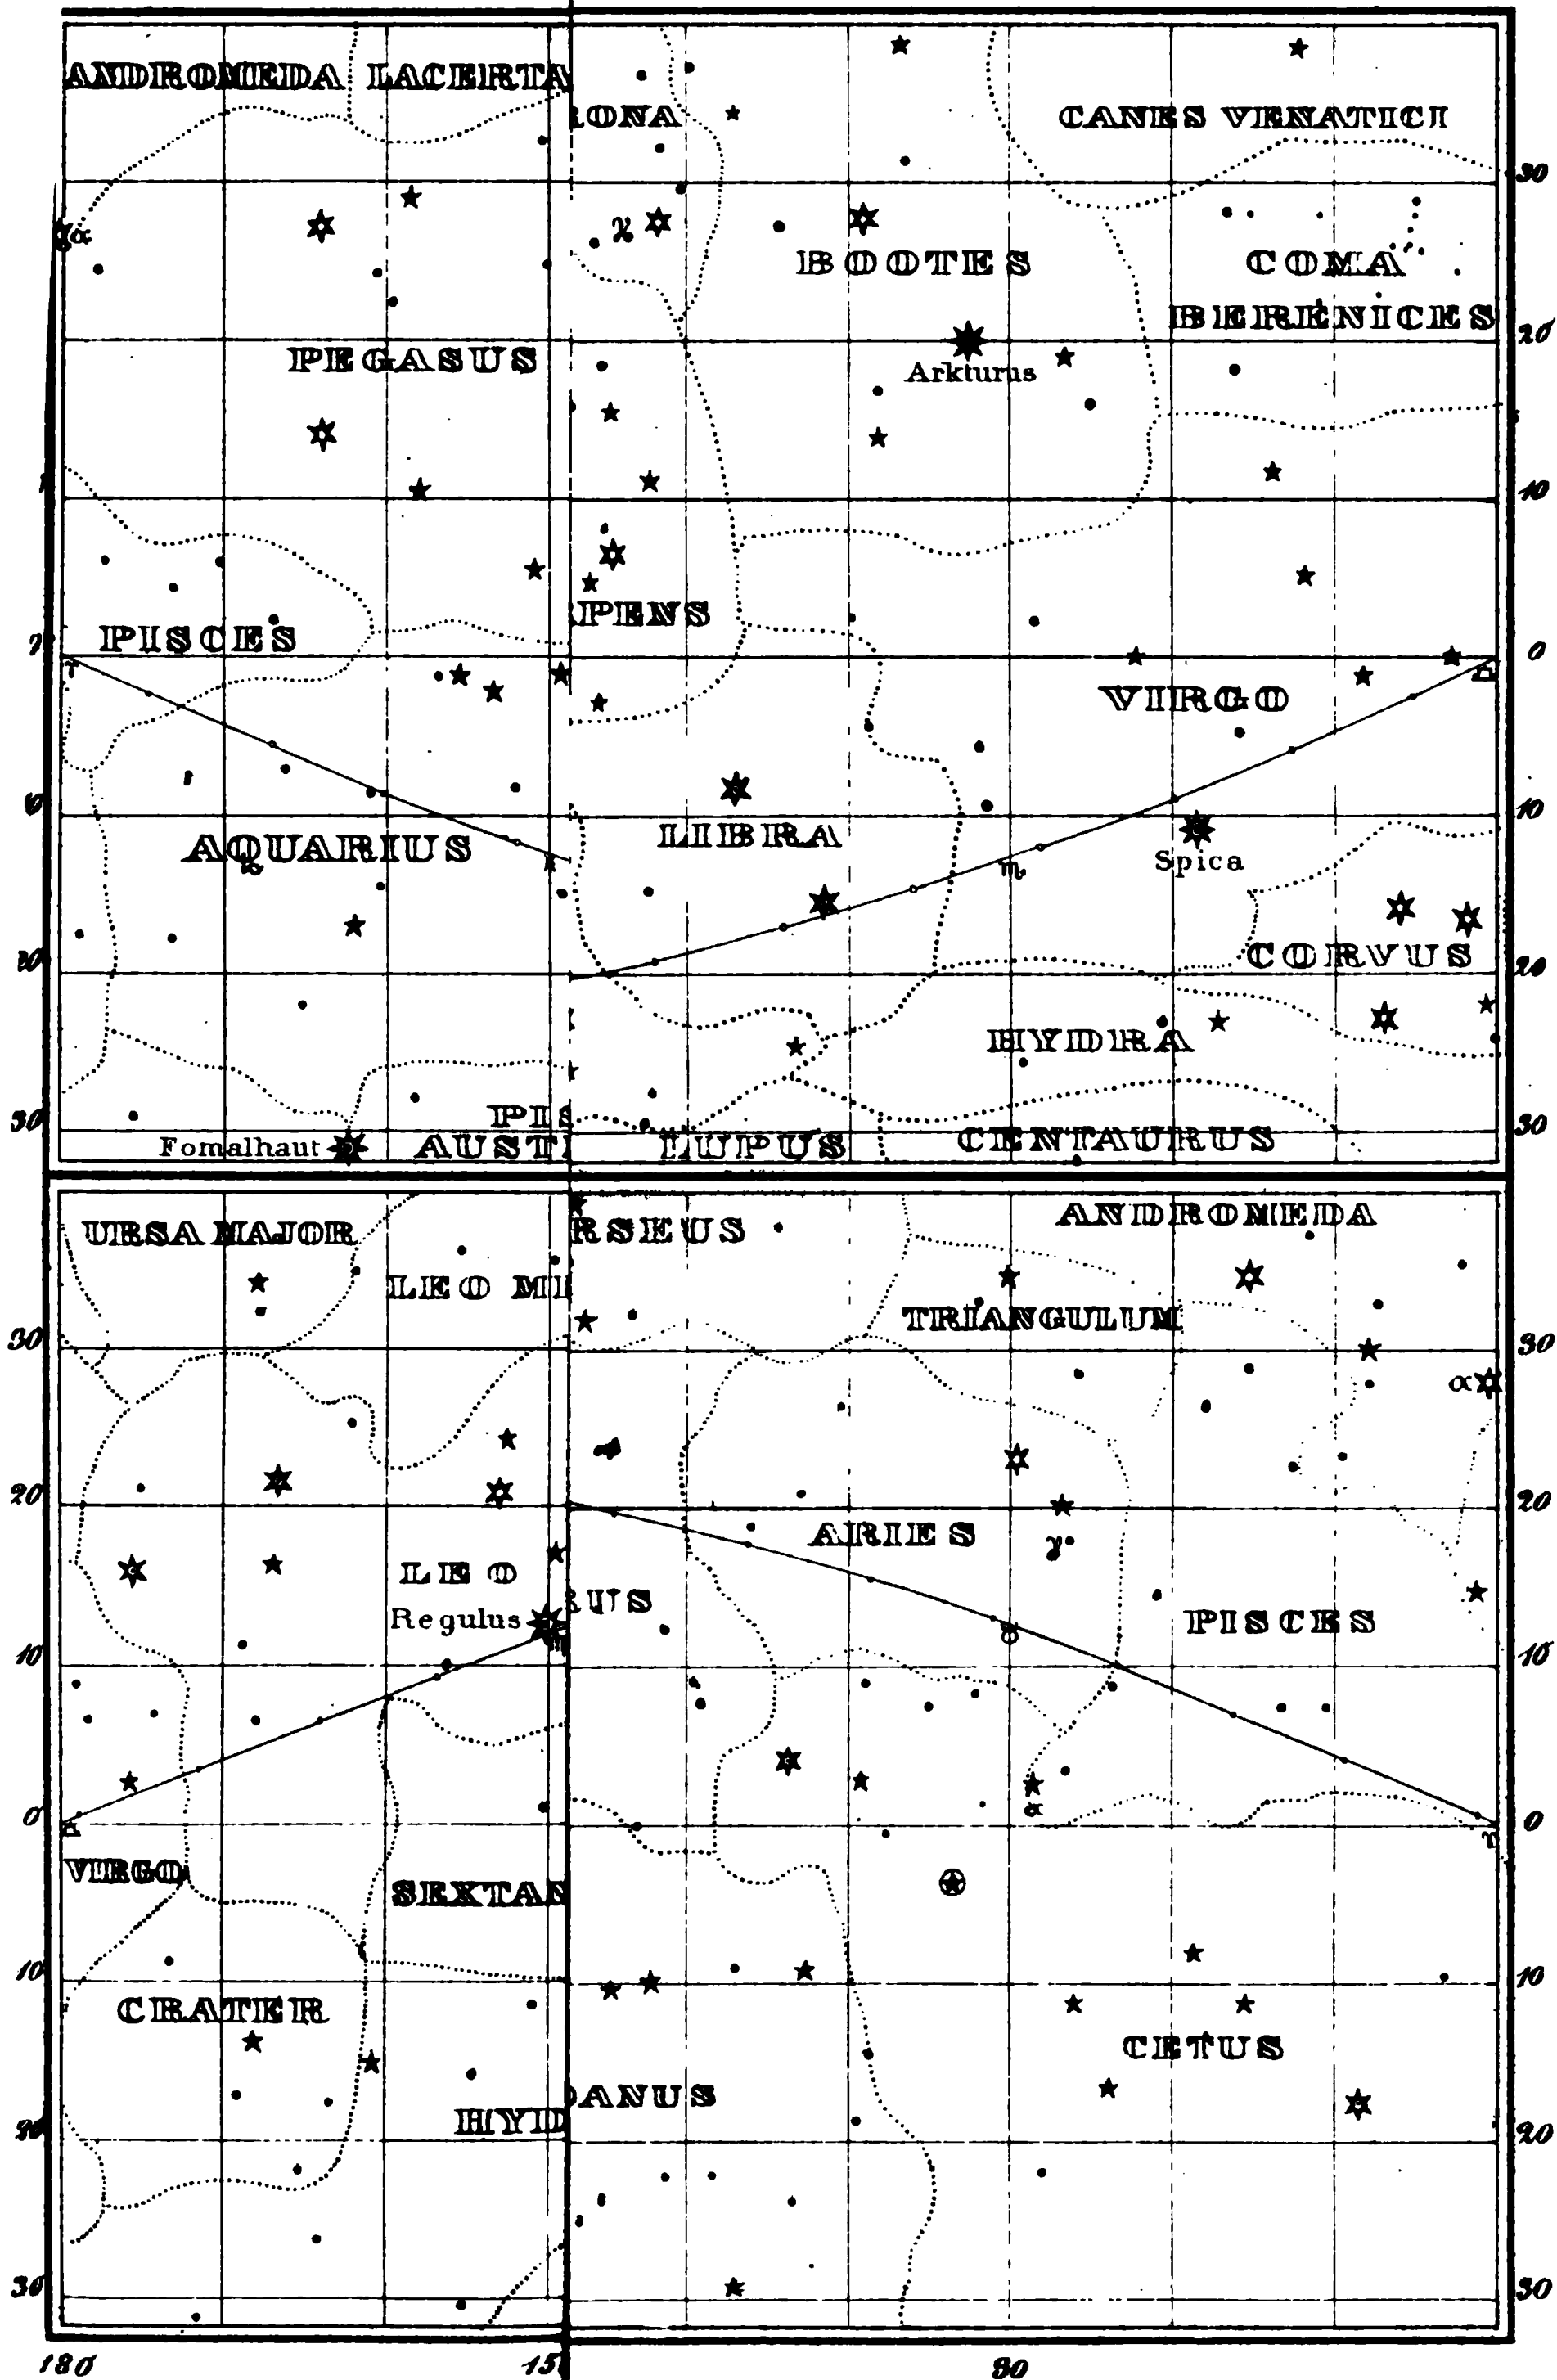 ANDROMEDA LACERTA
RONA
CANES VENATICI
30
α
χ
BOOTES
COMA
BERENICES
20
PEGASUS
Arkturus
10
PISCES
RPENS
0
VIRGO
AQUARIUS
LIBRA
10
♏
Spica
CORVUS
20
HYDRA
30
PIS
Fomalhaut
AUST
LUPUS
CENTAURUS
30
URSA MAJOR
LEO MI
RSEUS
ANDROMEDA
TRIANGULUM
30
30
α
20
20
ARIES
γ
LEO
Regulus
RUS
PISCES
10
10
♉
α
0
0
VIRGO
SEXTAN
10
10
CRATER
CETUS
HYD
DANUS
20
20
30
30
180
15
30